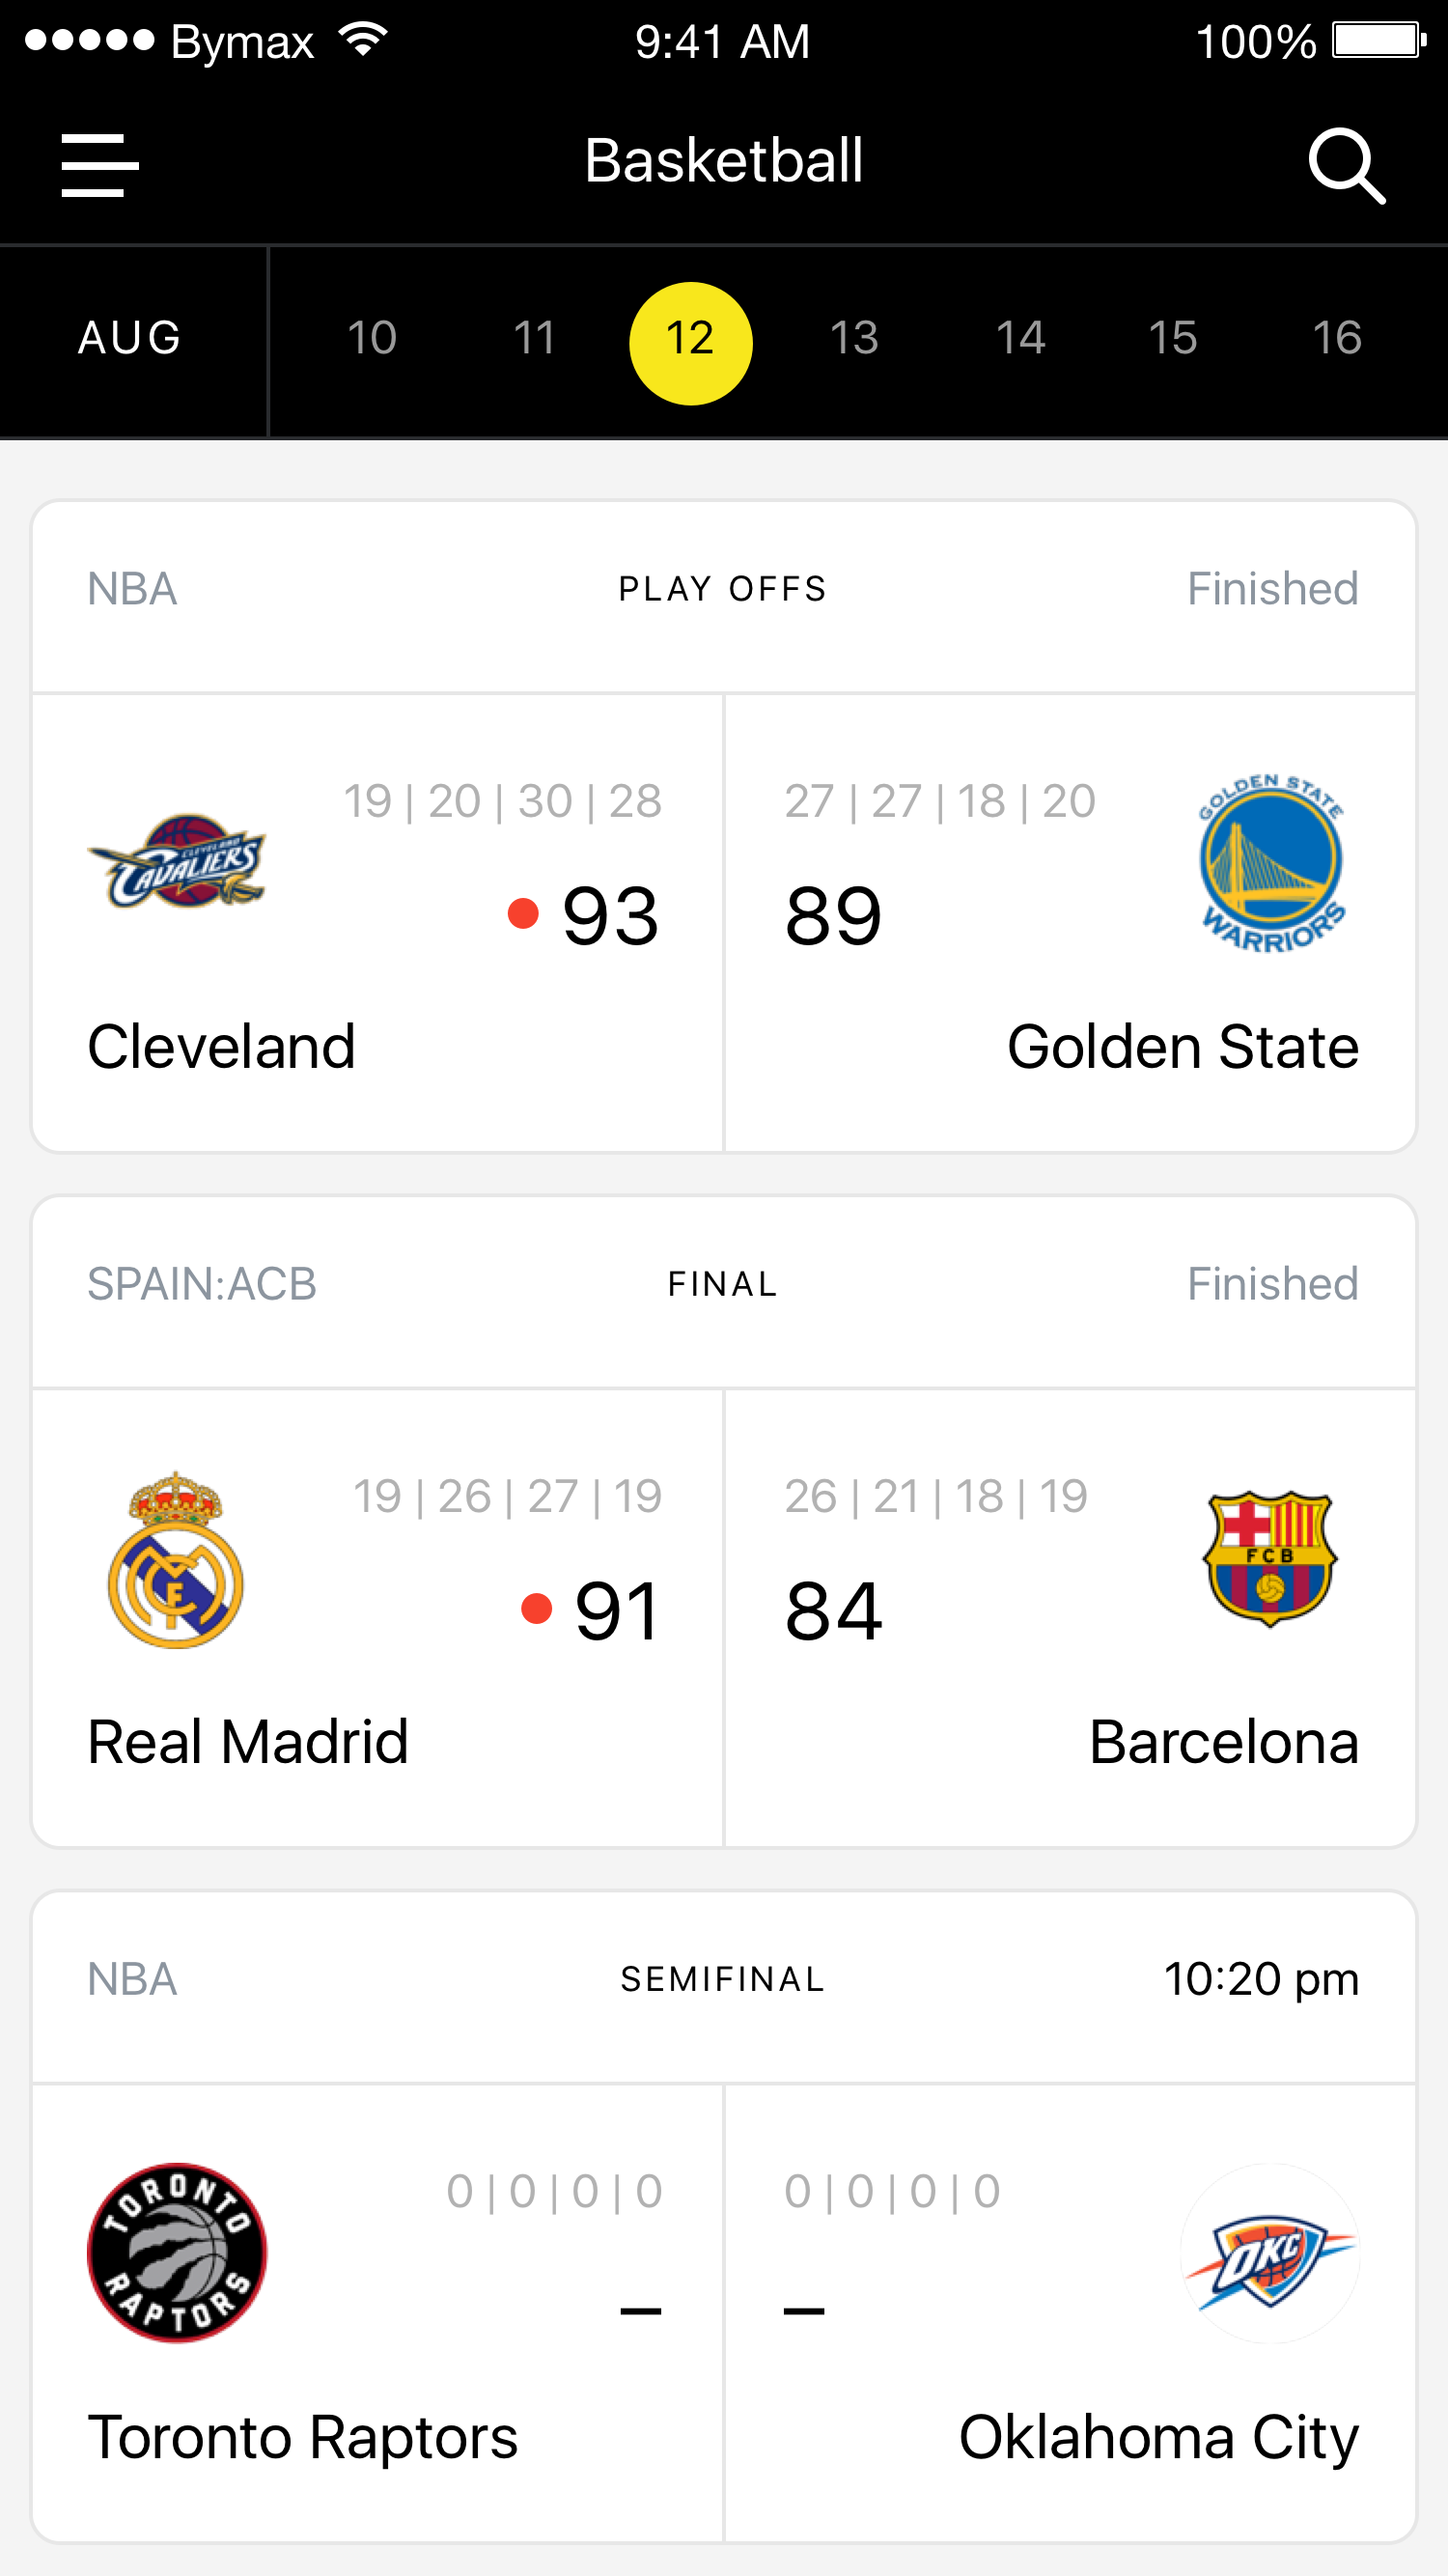 Bymax 9:41 AM 100%
Basketball
AUG 10 11 12 13 14 15 16
NBA PLAY OFFS Finished
19 | 20 | 30 | 28 27 | 27 | 18 | 20
CLEVELAND
CAVALIERS
GOLDEN STATE
WARRIORS
93 89
Cleveland Golden State
SPAIN:ACB FINAL Finished
19 | 26 | 27 | 19 26 | 21 | 18 | 19
FCB
91 84
Real Madrid Barcelona
NBA SEMIFINAL 10:20 pm
0 | 0 | 0 | 0 0 | 0 | 0 | 0
TORONTO
RAPTORS
OKC
– –
Toronto Raptors Oklahoma City